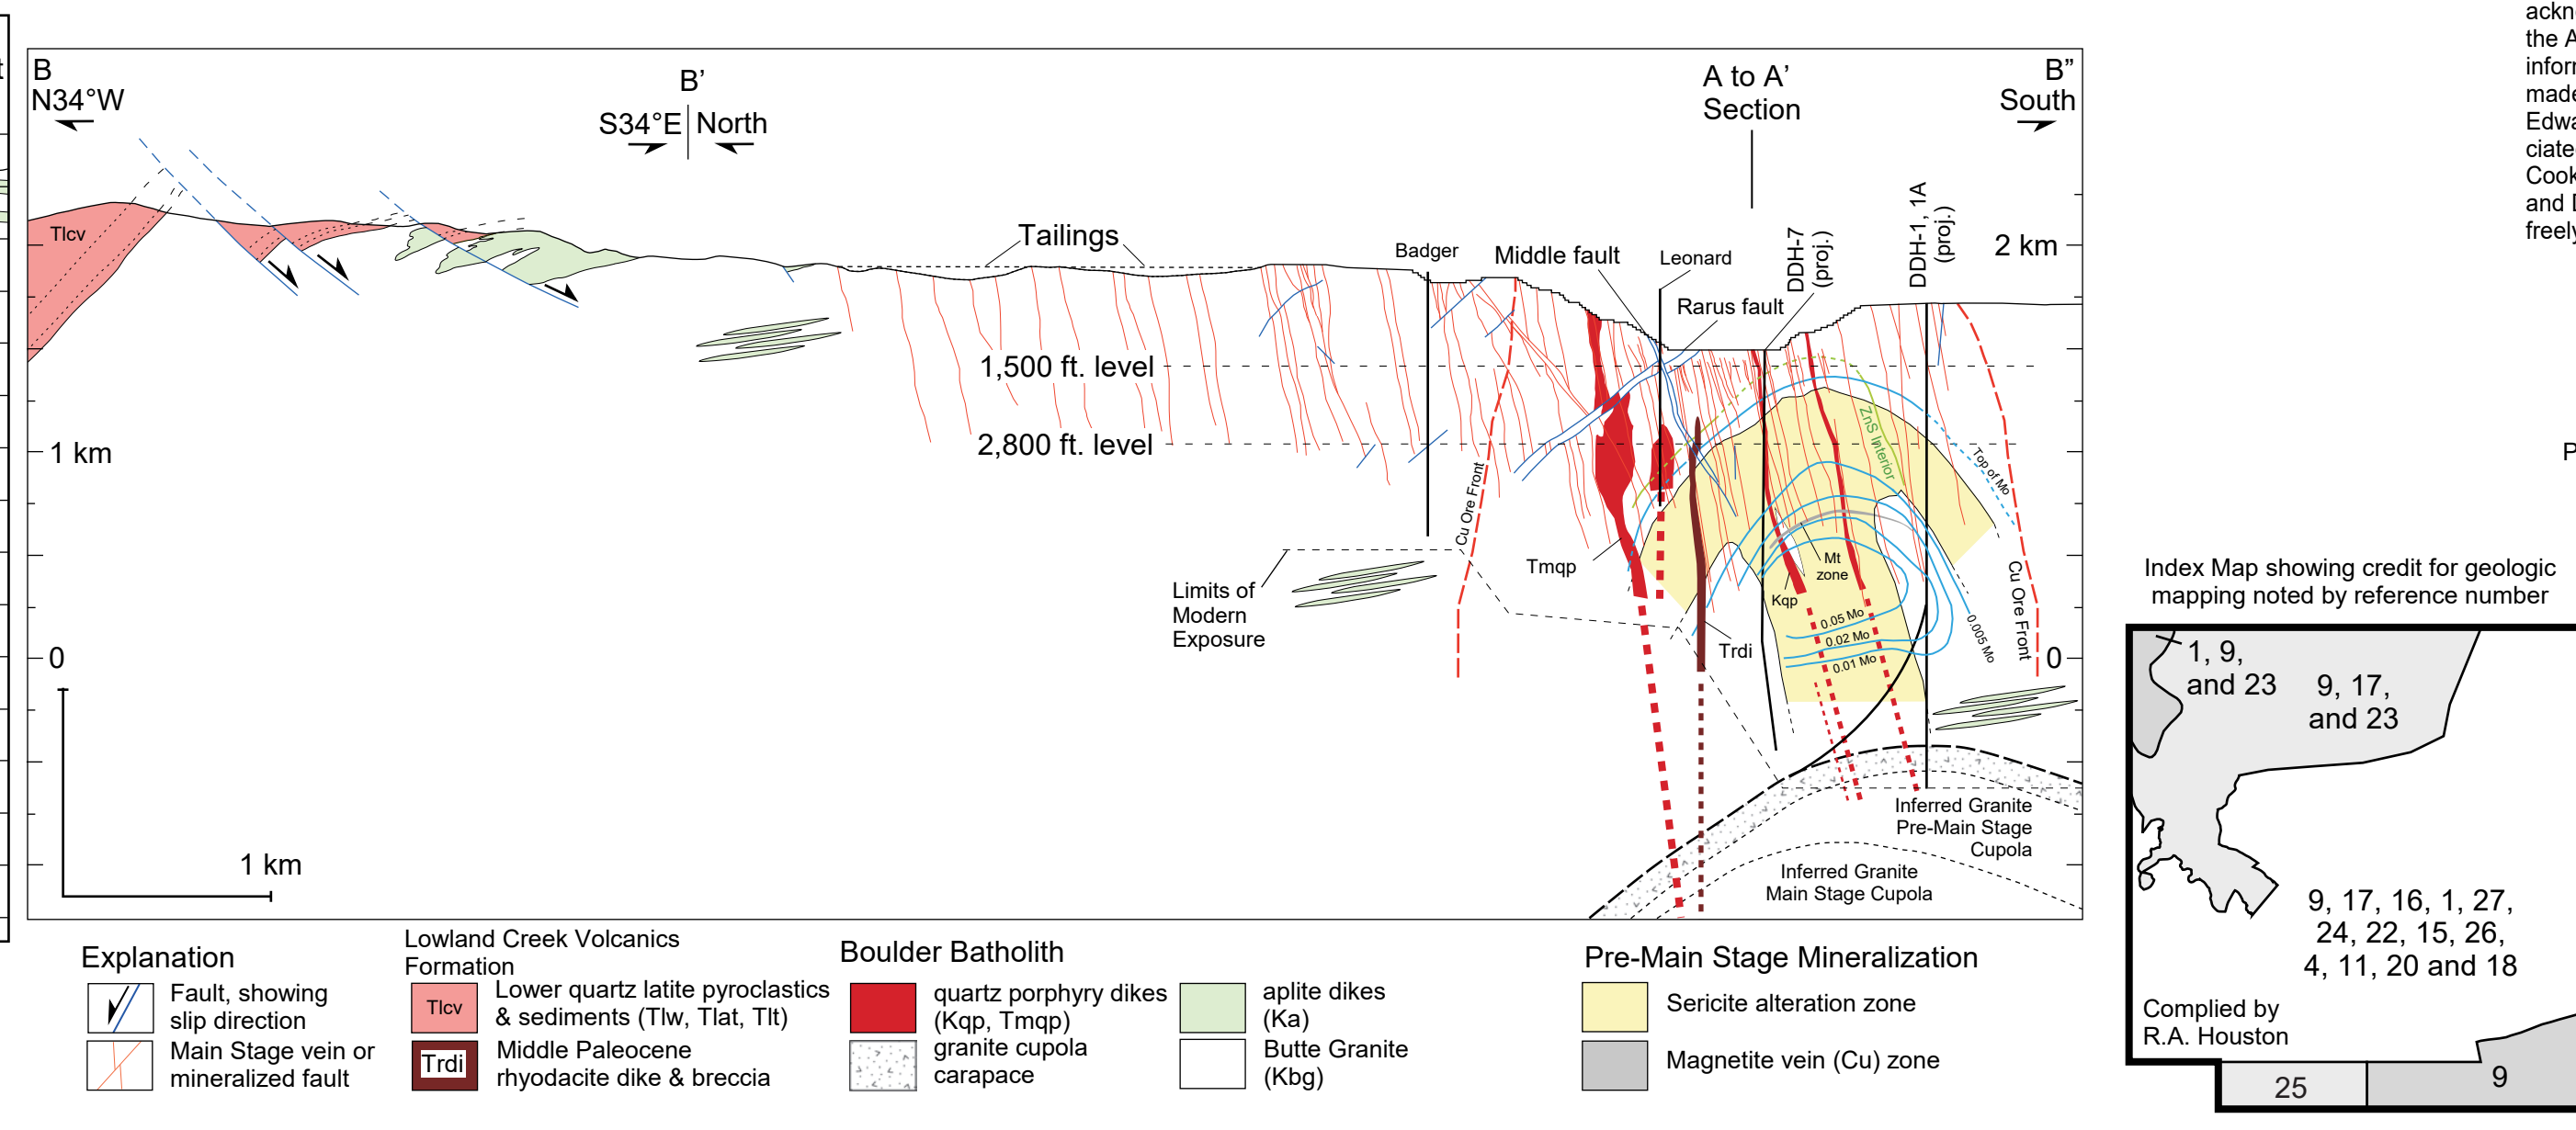 B
N34°W
B’
S34°E
North
A to A’
Section
B”
South
Tlcv
Tailings
Badger
Middle fault
Leonard
Rarus fault
DDH-7
(proj.)
DDH-1, 1A
(proj.)
2 km
1,500 ft. level
2,800 ft. level
1 km
0
1 km
Cu Ore Front
ZnS Interior
Top of Mo
Tmqp
Limits of
Modern
Exposure
Mt
zone
Kqp
0.05 Mo
0.02 Mo
0.01 Mo
0.005 Mo
Cu Ore Front
Trdi
0
Inferred Granite
Pre-Main Stage
Cupola
Inferred Granite
Main Stage Cupola
Explanation
Fault, showing
slip direction
Main Stage vein or
mineralized fault
Lowland Creek Volcanics
Formation
Tlcv
Lower quartz latite pyroclastics
& sediments (Tlw, Tlat, Tlt)
Trdi
Middle Paleocene
rhyodacite dike & breccia
Boulder Batholith
quartz porphyry dikes
(Kqp, Tmqp)
granite cupola
carapace
aplite dikes
(Ka)
Butte Granite
(Kbg)
Pre-Main Stage Mineralization
Sericite alteration zone
Magnetite vein (Cu) zone
ackn
the A
infor
made
Edwa
ciate
Cook
and
freely
P
Index Map showing credit for geologic
mapping noted by reference number
1, 9,
and 23
9, 17,
and 23
9, 17, 16, 1, 27,
24, 22, 15, 26,
4, 11, 20 and 18
Complied by
R.A. Houston
25
9